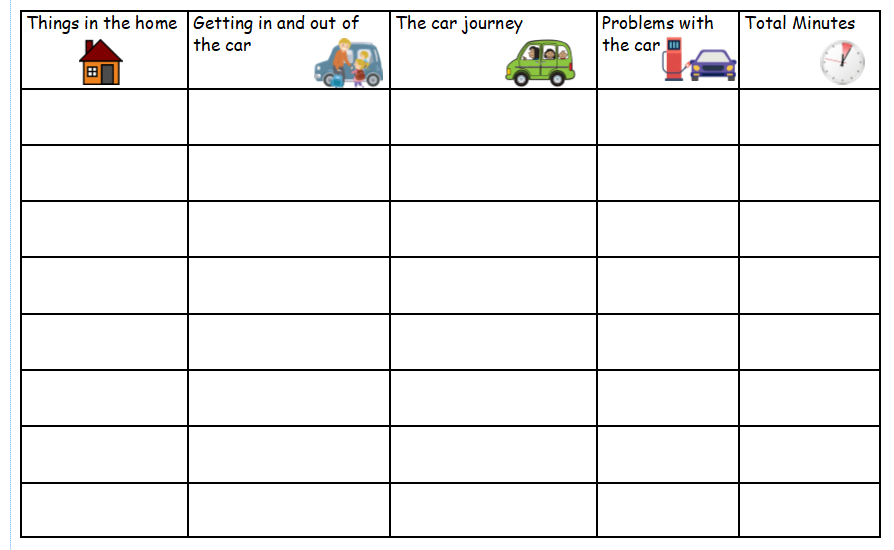 Things in the home
Getting in and out of
the car
The car journey
Problems with
the car
Total Minutes